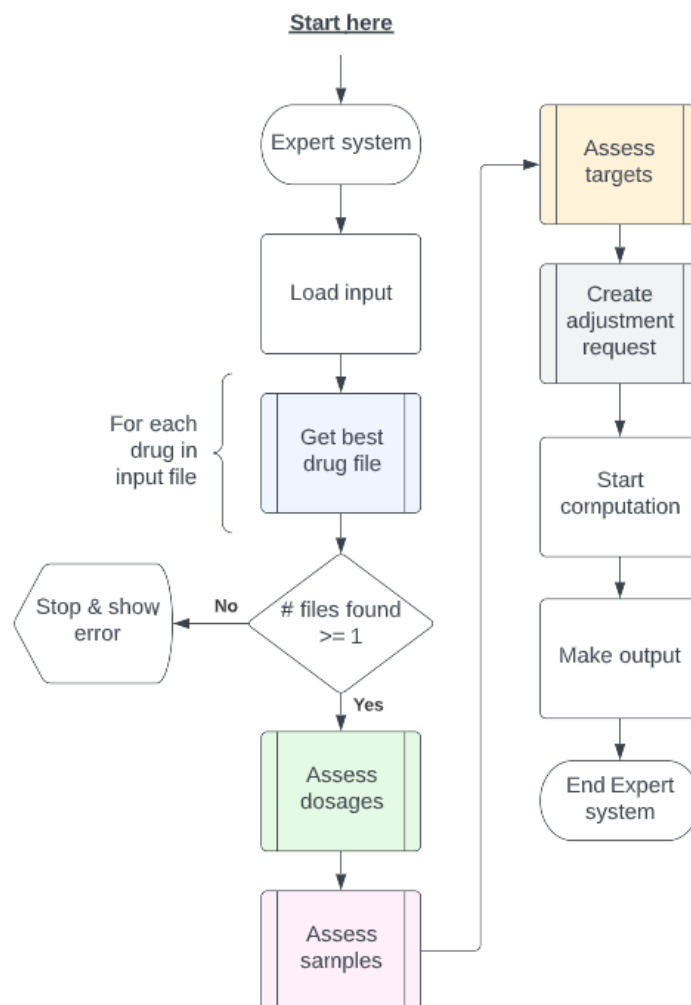 Start here
Expert system
Load input
For each
drug in
input file
Get best
drug file
# files found
>= 1
No
Stop & show
error
Yes
Assess
dosages
Assess
samples
Assess
targets
Create
adjustment
request
Start
computation
Make output
End Expert
system